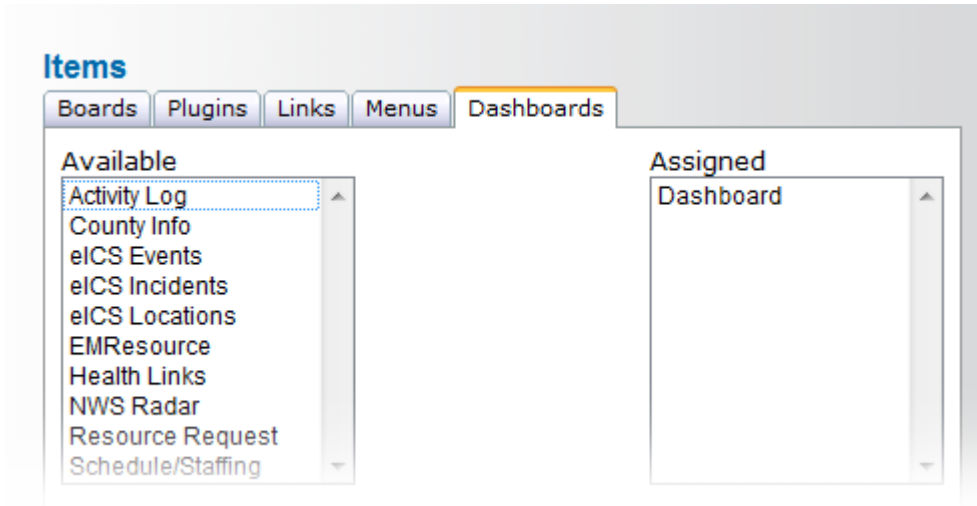 Items
Boards Plugins Links Menus Dashboards
Available
Activity Log
County Info
eICS Events
eICS Incidents
eICS Locations
EMResource
Health Links
NWS Radar
Resource Request
Schedule/Staffing
Assigned
Dashboard